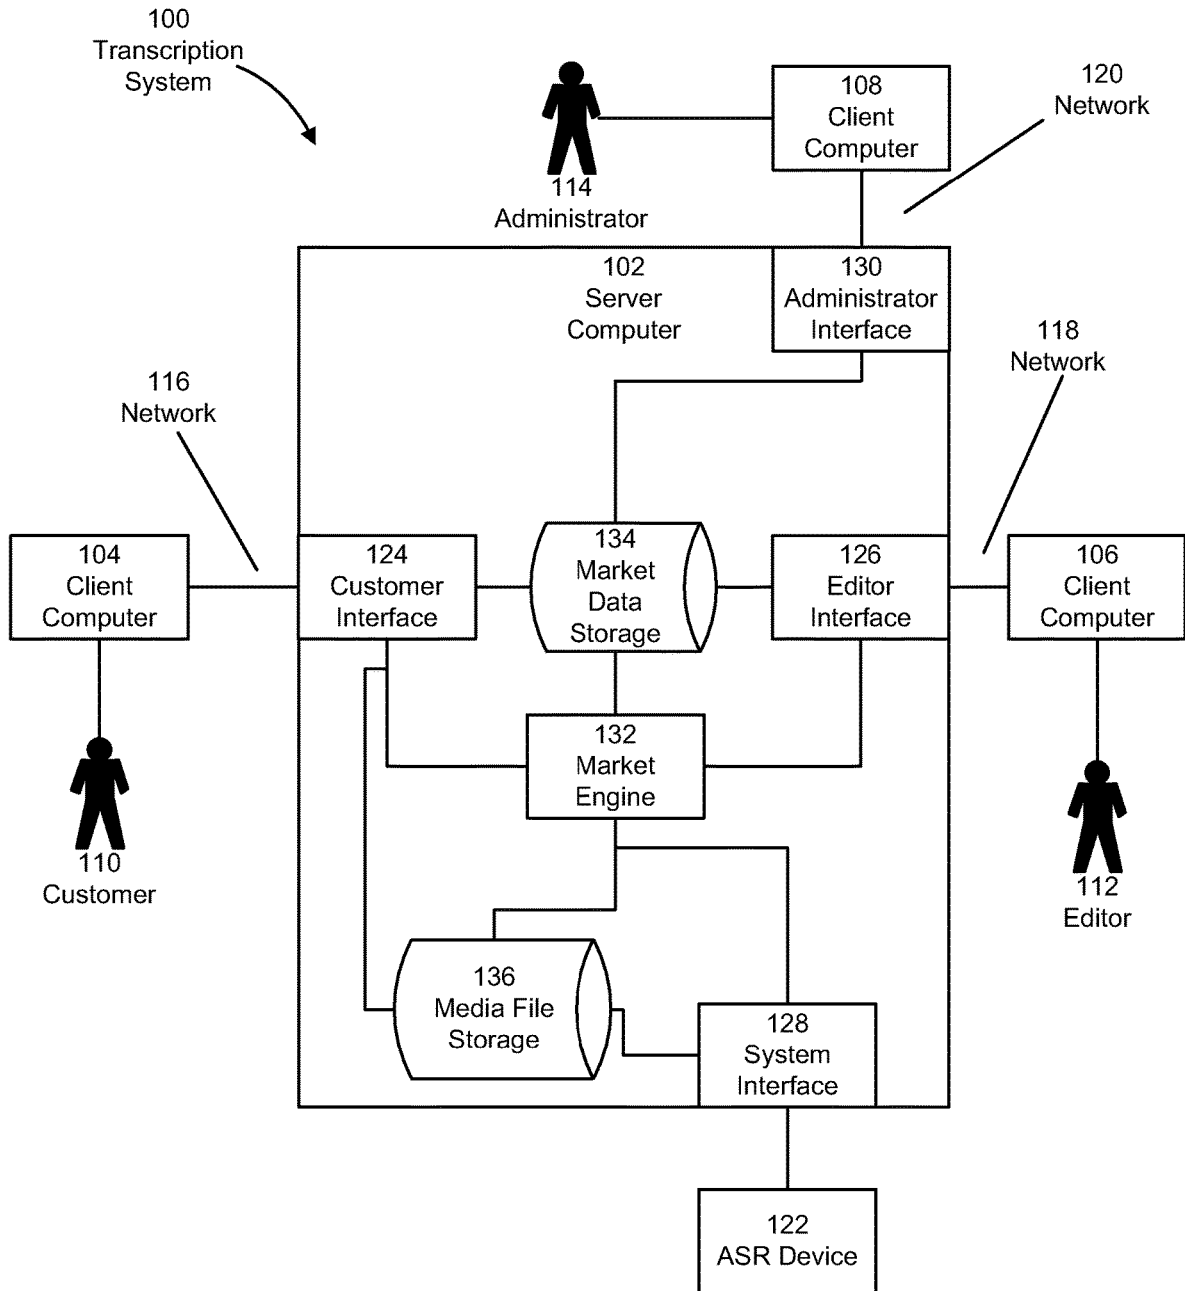 100
Transcription
System
114
Administrator
108
Client
Computer
120
Network
102
Server
Computer
130
Administrator
Interface
118
Network
116
Network
104
Client
Computer
124
Customer
Interface
134
Market
Data
Storage
126
Editor
Interface
106
Client
Computer
132
Market
Engine
110
Customer
112
Editor
136
Media File
Storage
128
System
Interface
122
ASR Device